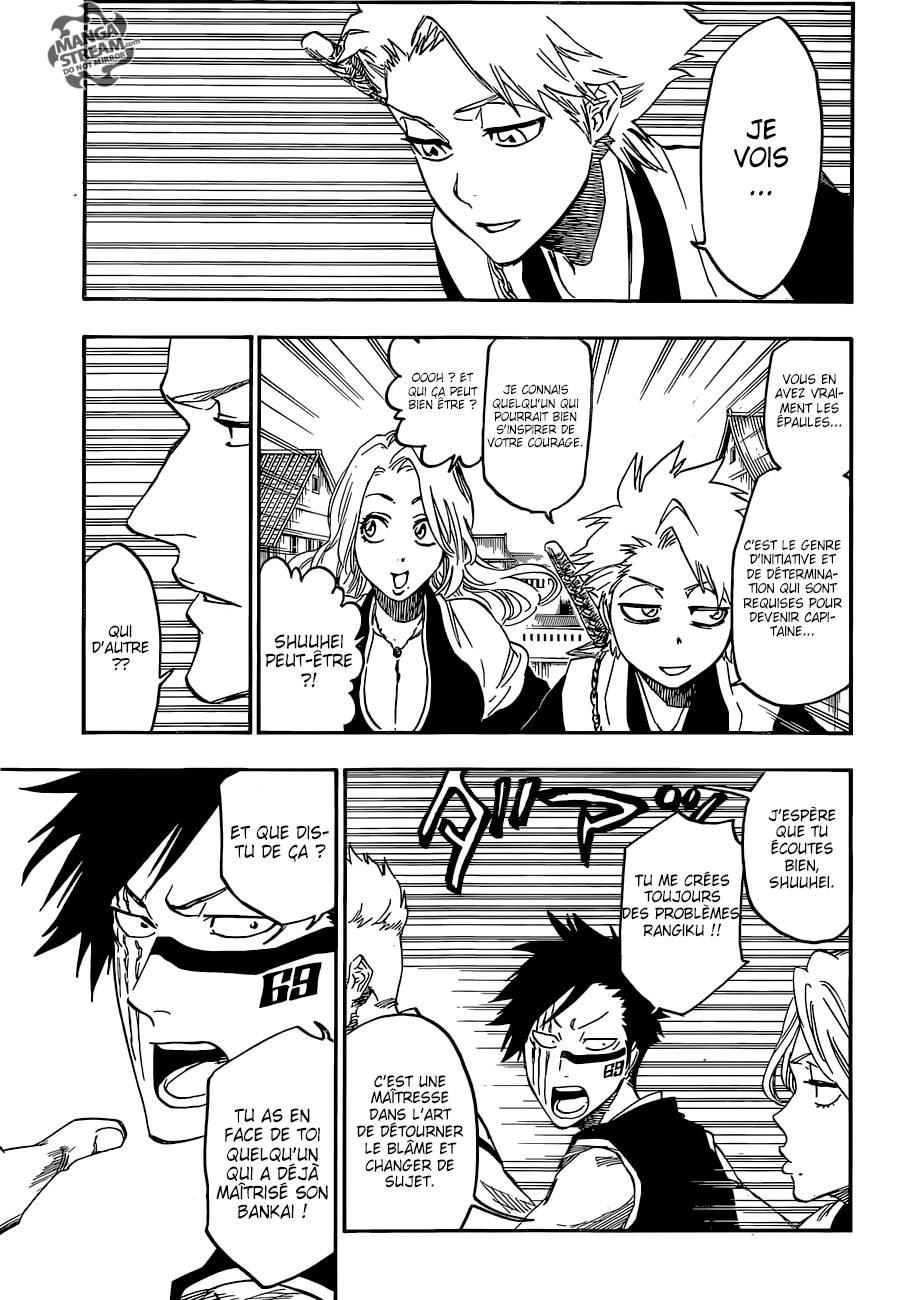 MANGA
STREAM.com
DO NOT MIRROR
JE
VOIS
...
VOUS EN
AVEZ VRAI-
MENT LES
ÉPAULES...
C'EST LE GENRE
D'INITIATIVE ET
DE DÉTERMINA-
TION QUI SONT
REQUISES POUR
DEVENIR CAPI-
TAINE...
JE CONNAIS
QUELQU'UN QUI
POURRAIT BIEN
S'INSPIRER DE
VOTRE COURAGE.
OOOH ? ET
QUI ÇA PEUT
BIEN ÊTRE ?
SHUUHEI
PEUT-ÊTRE
?!
QUI
D'AUTRE
??
J'ESPÈRE
QUE TU
ÉCOUTES
BIEN,
SHUUHEI.
ダマッ
TU ME CRÉES
TOUJOURS
DES PROBLÈMES
RANGIKU !!
69
C'EST UNE
MAÎTRESSE
DANS L'ART
DE DÉTOURNER
LE BLÂME ET
CHANGER DE
SUJET.
ET QUE DIS-
TU DE ÇA ?
69
TU AS EN
FACE DE TOI
QUELQU'UN
QUI A DÉJÀ
MAÎTRISÉ SON
BANKAI !